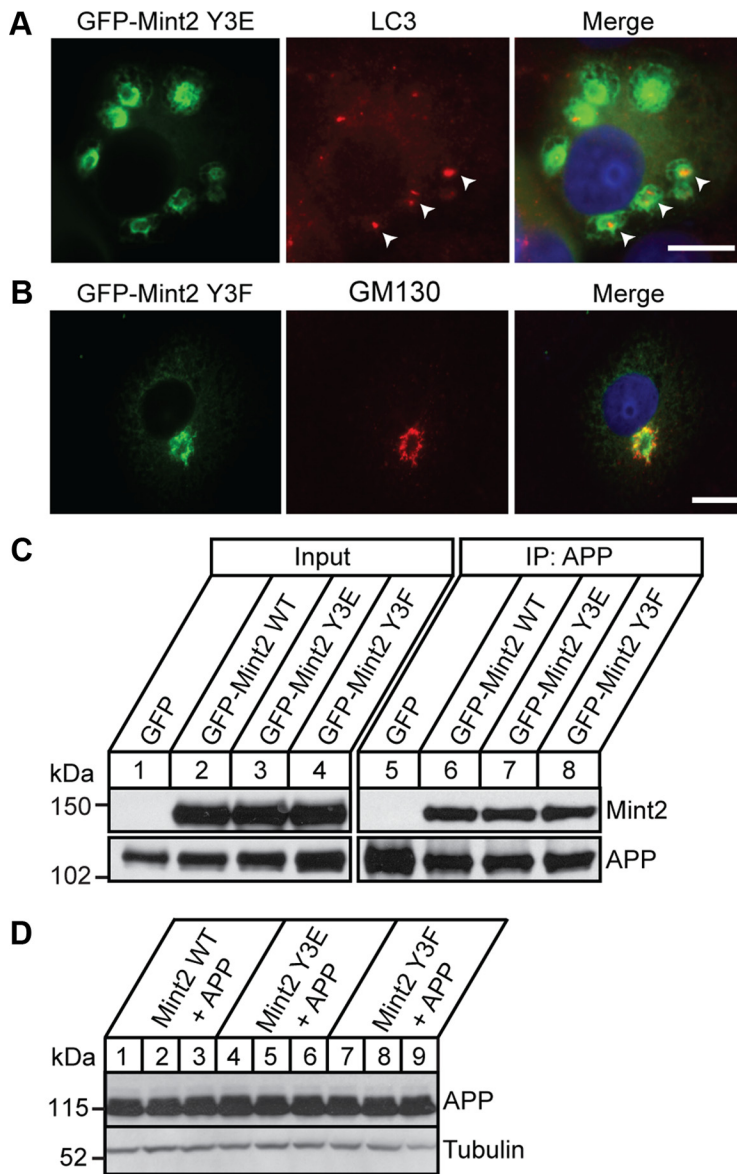 A
GFP-Mint2 Y3E LC3 Merge
B
GFP-Mint2 Y3F GM130 Merge
C
Input IP: APP
GFP GFP-Mint2 WT GFP-Mint2 Y3E GFP-Mint2 Y3F GFP GFP-Mint2 WT GFP-Mint2 Y3E GFP-Mint2 Y3F
kDa 1 2 3 4 5 6 7 8
150 Mint2
102 APP
D
Mint2 WT + APP Mint2 Y3E + APP Mint2 Y3F + APP
kDa 1 2 3 4 5 6 7 8 9
115 APP
52 Tubulin